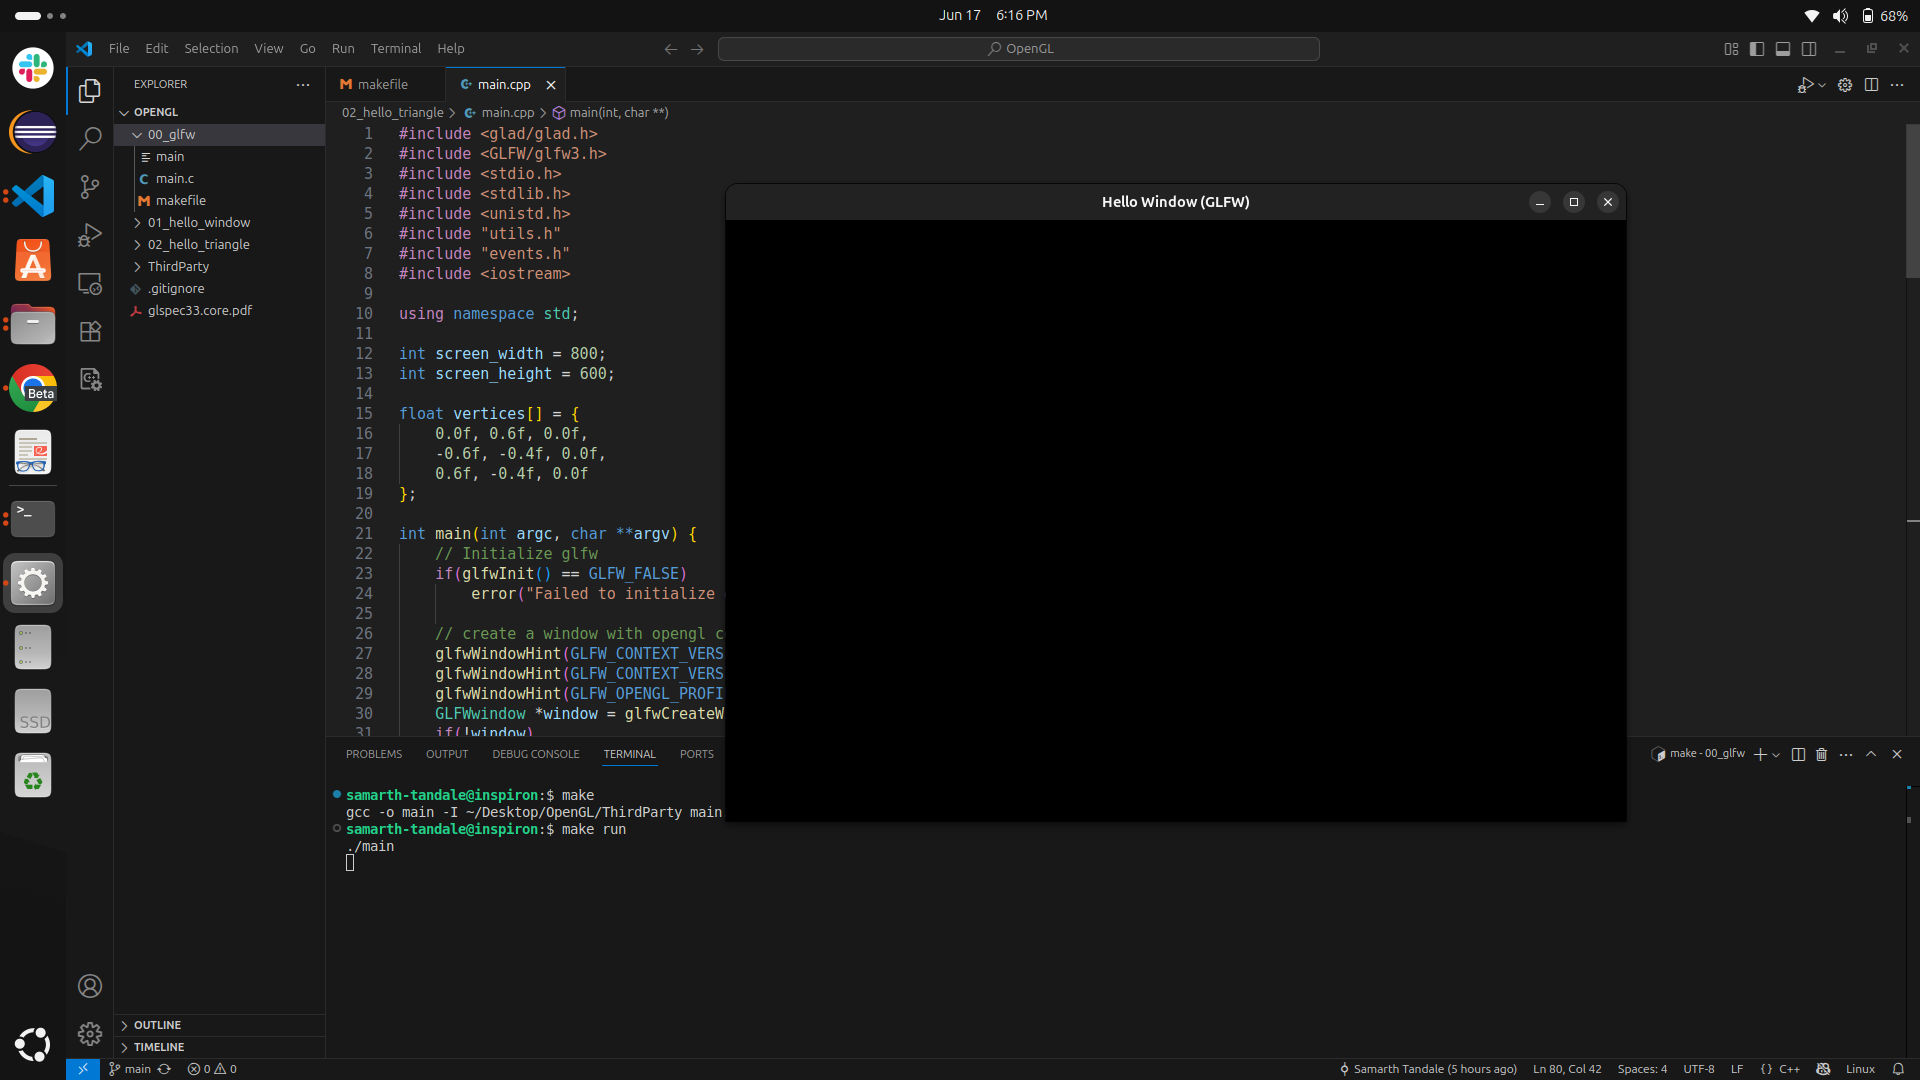 Jun 17 6:16 PM
68%
File Edit Selection View Go Run Terminal Help
OpenGL
EXPLORER
makefile
main.cpp
OPENGL
00_glfw
main
main.c
makefile
01_hello_window
02_hello_triangle
ThirdParty
.gitignore
glspec33.core.pdf
OUTLINE
TIMELINE
Beta
>_
SSD
02_hello_triangle > main.cpp > main(int, char **)
1 #include <glad/glad.h>
2 #include <GLFW/glfw3.h>
3 #include <stdio.h>
4 #include <stdlib.h>
5 #include <unistd.h>
6 #include "utils.h"
7 #include "events.h"
8 #include <iostream>
9
10 using namespace std;
11
12 int screen_width = 800;
13 int screen_height = 600;
14
15 float vertices[] = {
16 0.0f, 0.6f, 0.0f,
17 -0.6f, -0.4f, 0.0f,
18 0.6f, -0.4f, 0.0f
19 };
20
21 int main(int argc, char **argv) {
22 // Initialize glfw
23 if(glfwInit() == GLFW_FALSE)
24 error("Failed to initialize
25
26 // create a window with opengl c
27 glfwWindowHint(GLFW_CONTEXT_VERS
28 glfwWindowHint(GLFW_CONTEXT_VERS
29 glfwWindowHint(GLFW_OPENGL_PROFI
30 GLFWwindow *window = glfwCreateW
31 if(!window)
Hello Window (GLFW)
PROBLEMS OUTPUT DEBUG CONSOLE TERMINAL PORTS
make - 00_glfw
samarth-tandale@inspiron:$ make
gcc -o main -I ~/Desktop/OpenGL/ThirdParty main
samarth-tandale@inspiron:$ make run
./main
main
0 0
Samarth Tandale (5 hours ago)
Ln 80, Col 42
Spaces: 4
UTF-8
LF
{} C++
Linux